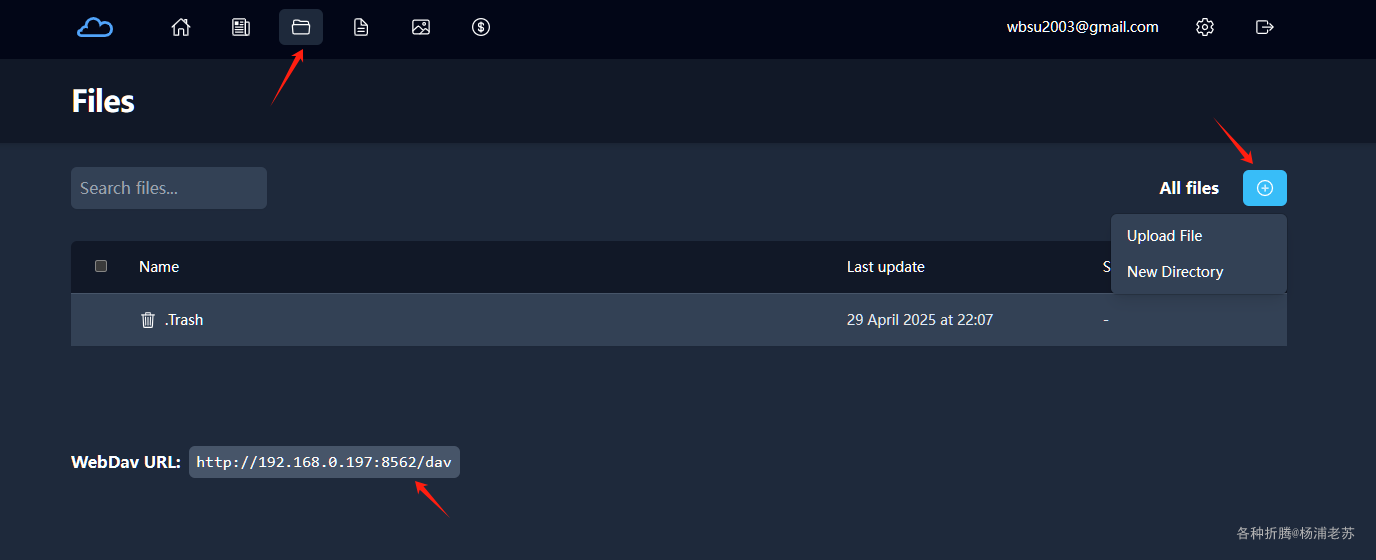 wbsu2003@gmail.com
Files
Search files...
All files
Upload File
New Directory
Name
Last update
S
.Trash
29 April 2025 at 22:07
-
WebDav URL:
http://192.168.0.197:8562/dav
各种折腾@杨浦老苏